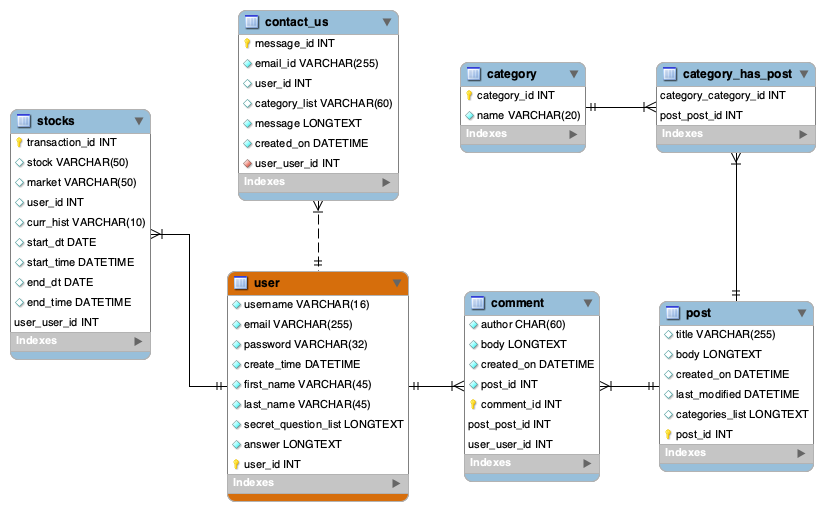 contact_us
message_id INT
email_id VARCHAR(255)
user_id INT
category_list VARCHAR(60)
message LONGTEXT
created_on DATETIME
user_user_id INT
Indexes
category
category_id INT
name VARCHAR(20)
Indexes
category_has_post
category_category_id INT
post_post_id INT
Indexes
stocks
transaction_id INT
stock VARCHAR(50)
market VARCHAR(50)
user_id INT
curr_hist VARCHAR(10)
start_dt DATE
start_time DATETIME
end_dt DATE
end_time DATETIME
user_user_id INT
Indexes
user
username VARCHAR(16)
email VARCHAR(255)
password VARCHAR(32)
create_time DATETIME
first_name VARCHAR(45)
last_name VARCHAR(45)
secret_question_list LONGTEXT
answer LONGTEXT
user_id INT
Indexes
comment
author CHAR(60)
body LONGTEXT
created_on DATETIME
post_id INT
comment_id INT
post_post_id INT
user_user_id INT
Indexes
post
title VARCHAR(255)
body LONGTEXT
created_on DATETIME
last_modified DATETIME
categories_list LONGTEXT
post_id INT
Indexes